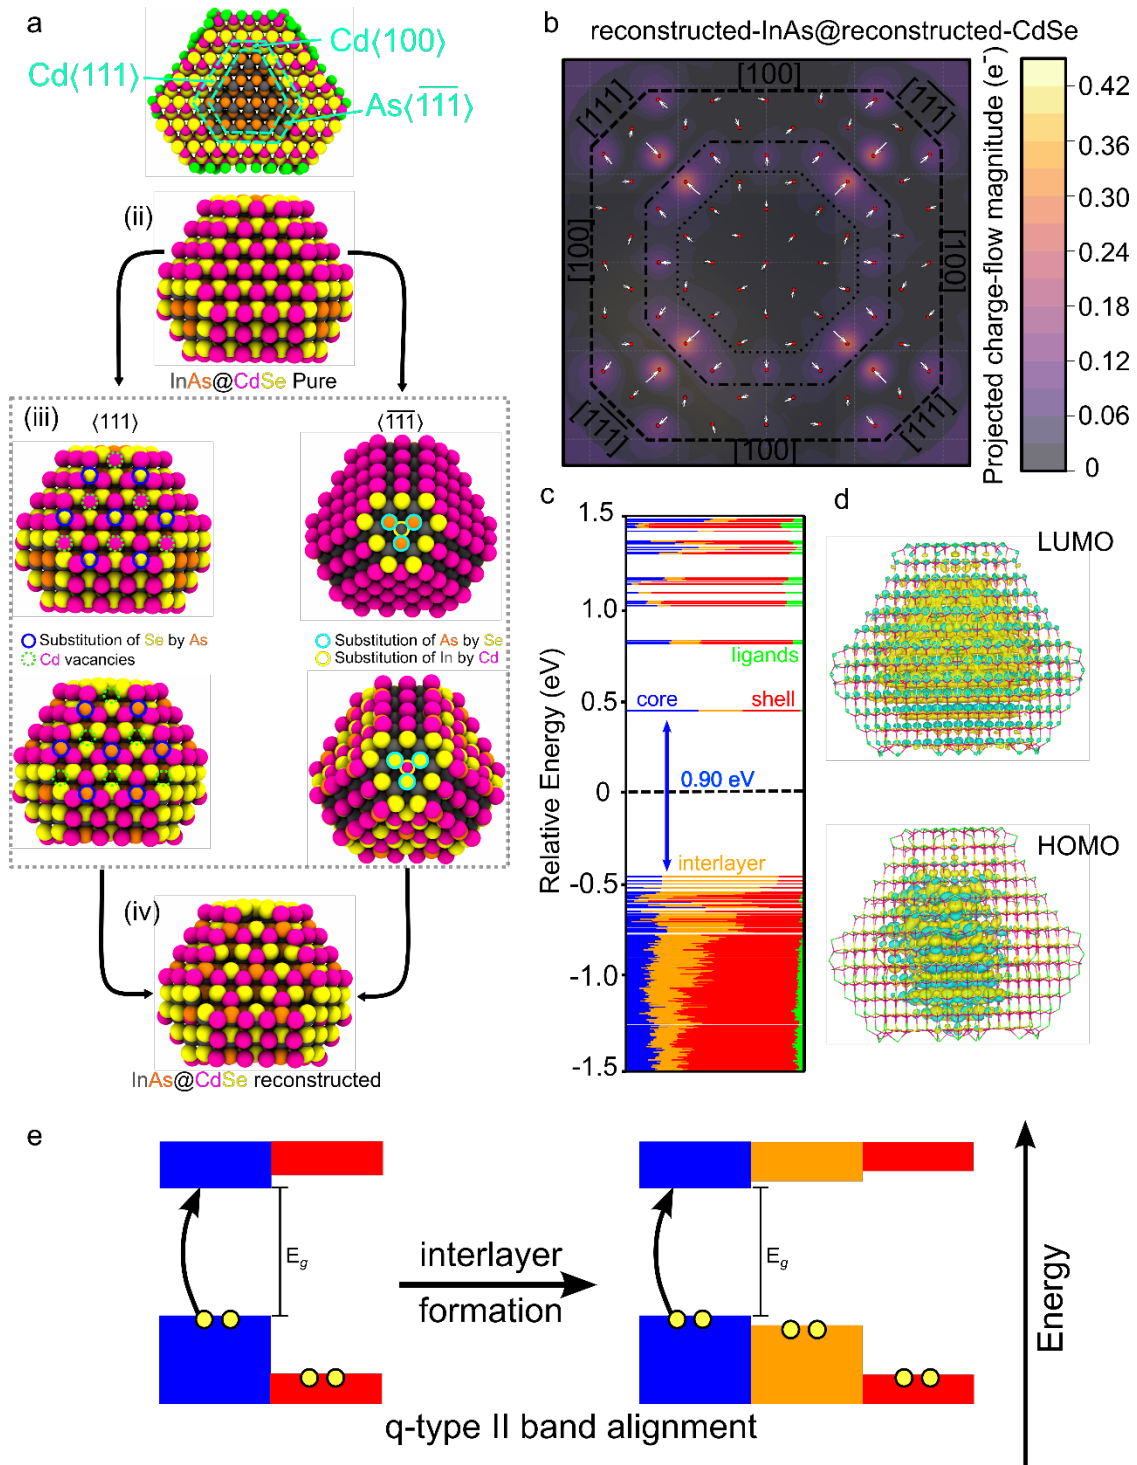 a
Cd⟨100⟩
Cd⟨111⟩
As⟨111⟩
(ii)
InAs@CdSe Pure
(iii)
⟨111⟩
⟨111⟩
Substitution of Se by As
Cd vacancies
Substitution of As by Se
Substitution of In by Cd
(iv)
InAs@CdSe reconstructed
b
reconstructed-InAs@reconstructed-CdSe
[111]
[100]
[111]
[100]
[100]
[111]
[100]
[111]
0.42
0.36
0.30
0.24
0.18
0.12
0.06
0
Projected charge-flow magnitude (e⁻)
c
1.5
1.0
0.5
0
-0.5
-1.0
-1.5
Relative Energy (eV)
ligands
core
shell
0.90 eV
interlayer
d
LUMO
HOMO
e
E_g
interlayer
formation
E_g
Energy
q-type II band alignment